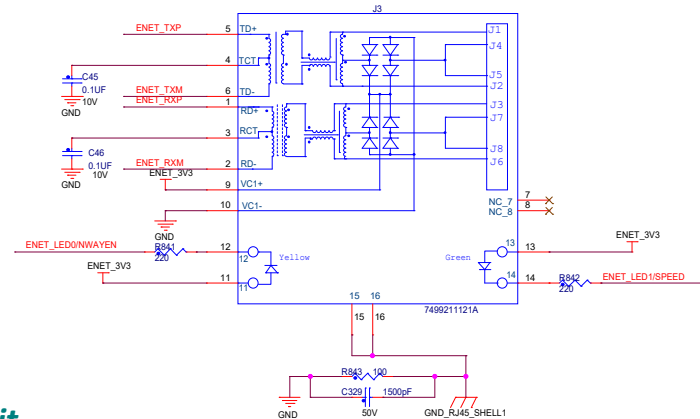 J3
ENET_TXP 5 TD+ J1
J4
4 TCT
C45
0.1UF
10V
GND
J5
J2
ENET_TXM 6 TD-
ENET_RXP 1 RD+ J3
J7
3 RCT
C46
0.1UF
10V
GND
J8
J6
ENET_RXM 2 RD-
ENET_3V3
9 VC1+
10 VC1-
GND
NC_7 7
NC_8 8
ENET_LED0/NWAYEN R841 220 12 12 Yellow
ENET_3V3 11 11
Green 13 13 ENET_3V3
14 14 R842 220 ENET_LED1/SPEED
15 16
7499211121A
15 16
R843 100
C329 1500pF
50V
GND
GND_RJ45_SHELL1
it